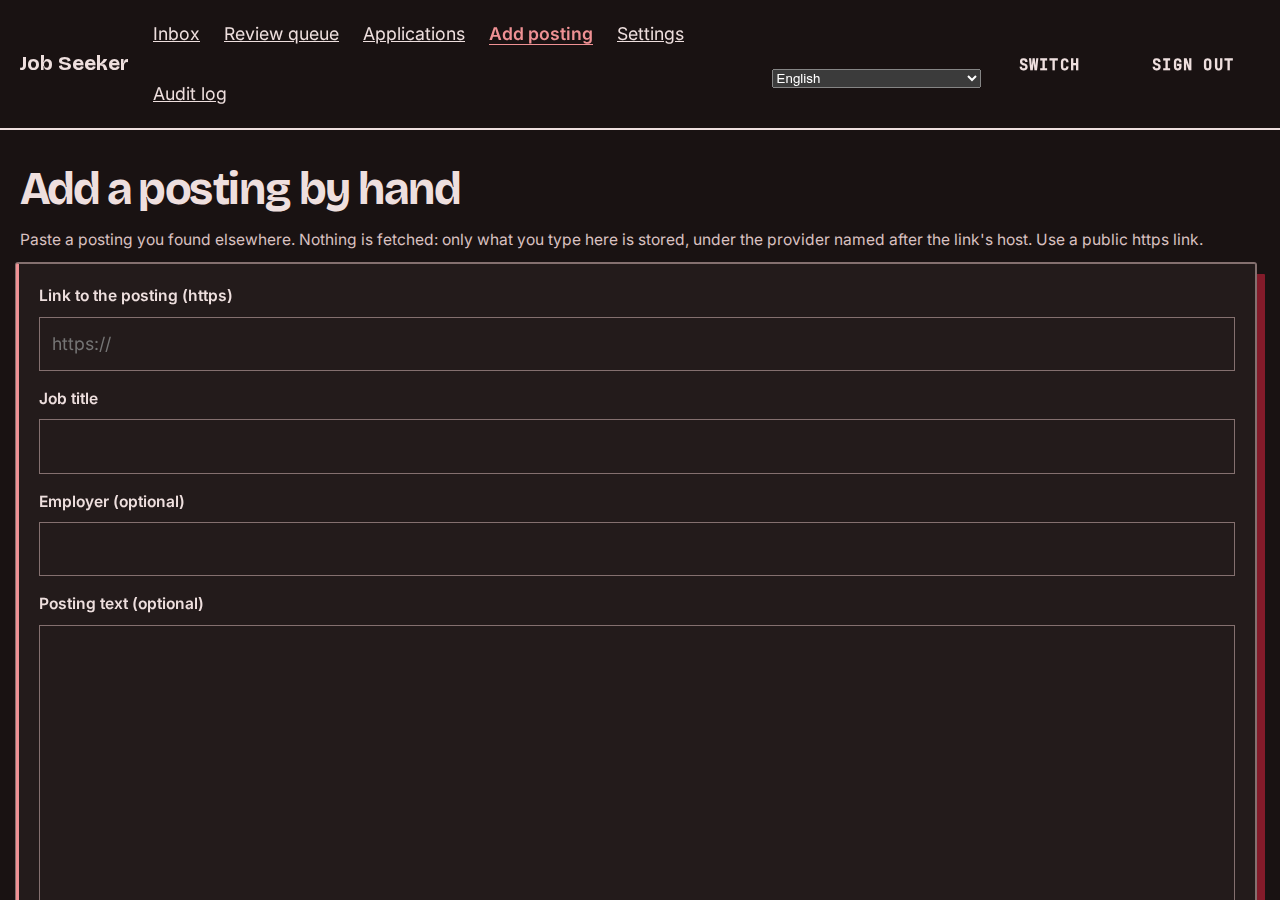 Job Seeker
Inbox Review queue Applications Add posting Settings
Audit log
English
SWITCH
SIGN OUT
Add a posting by hand
Paste a posting you found elsewhere. Nothing is fetched: only what you type here is stored, under the provider named after the link's host. Use a public https link.
Link to the posting (https)
https://
Job title
Employer (optional)
Posting text (optional)